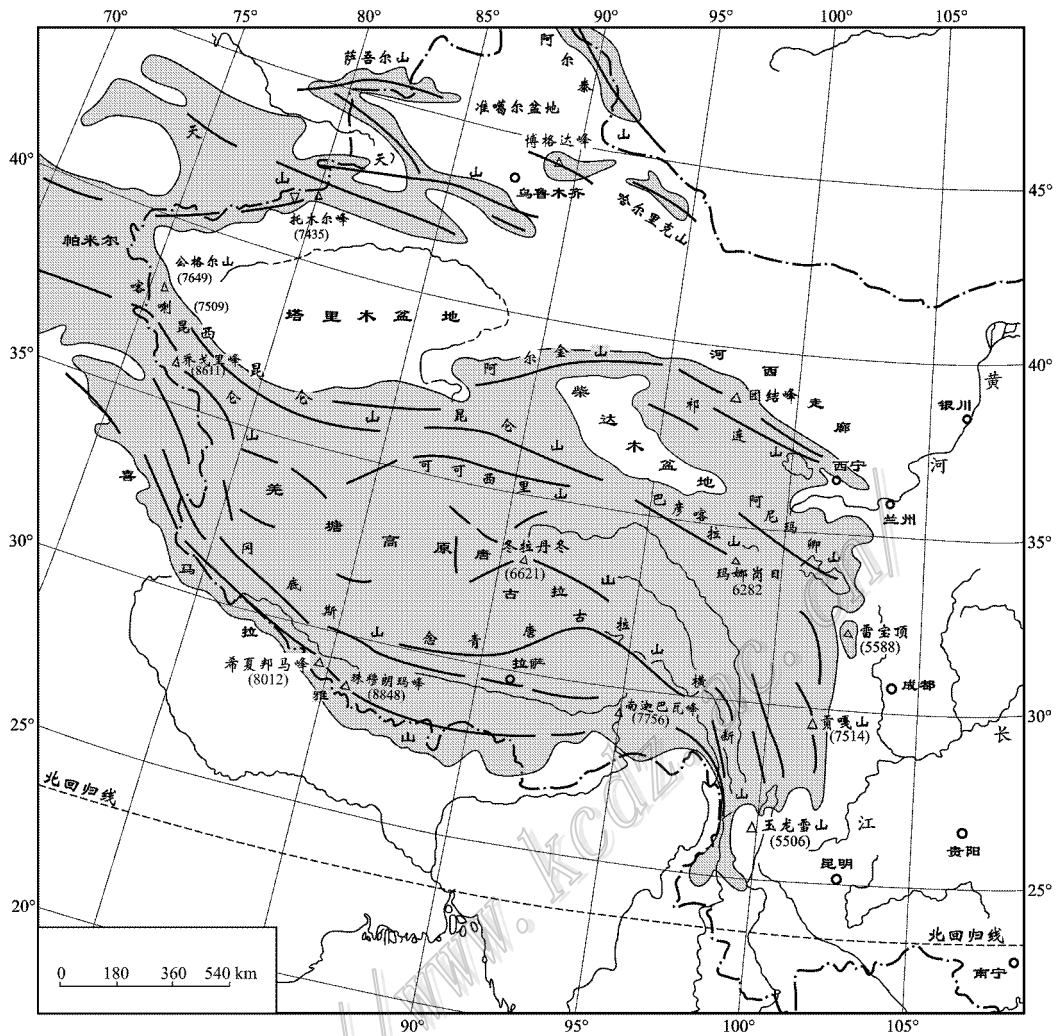 70°
75°
80°
85°
90°
95°
100°
105°
萨吾尔山
阿尔泰山
准噶尔盆地
博格达峰
天山
天山
乌鲁木齐
哈尔里克山
40°
45°
托木尔峰
(7435)
帕米尔
公格尔山
(7649)
(7509)
喀喇昆仑山
西昆仑山
塔里木盆地
乔戈里峰
(8611)
35°
40°
阿尔金山
河西走廊
柴达木盆地
祁连山
团结峰
银川
黄河
昆仑山
可可西里山
西宁
兰州
羌塘高原
巴彦喀拉山
阿尼玛卿山
玛娜岗日
6282
35°
30°
喜马拉雅山
冈底斯山
念青唐古拉山
唐古拉山
各拉丹冬
(6621)
雷宝顶
(5588)
成都
希夏邦马峰
(8012)
珠穆朗玛峰
(8848)
拉萨
南迦巴瓦峰
(7756)
横断山
贡嘎山
(7514)
30°
25°
长江
北回归线
玉龙雪山
(5506)
昆明
贵阳
25°
20°
北回归线
南宁
0 180 360 540 km
90°
95°
100°
105°
//www.kcdz.ac.cn/